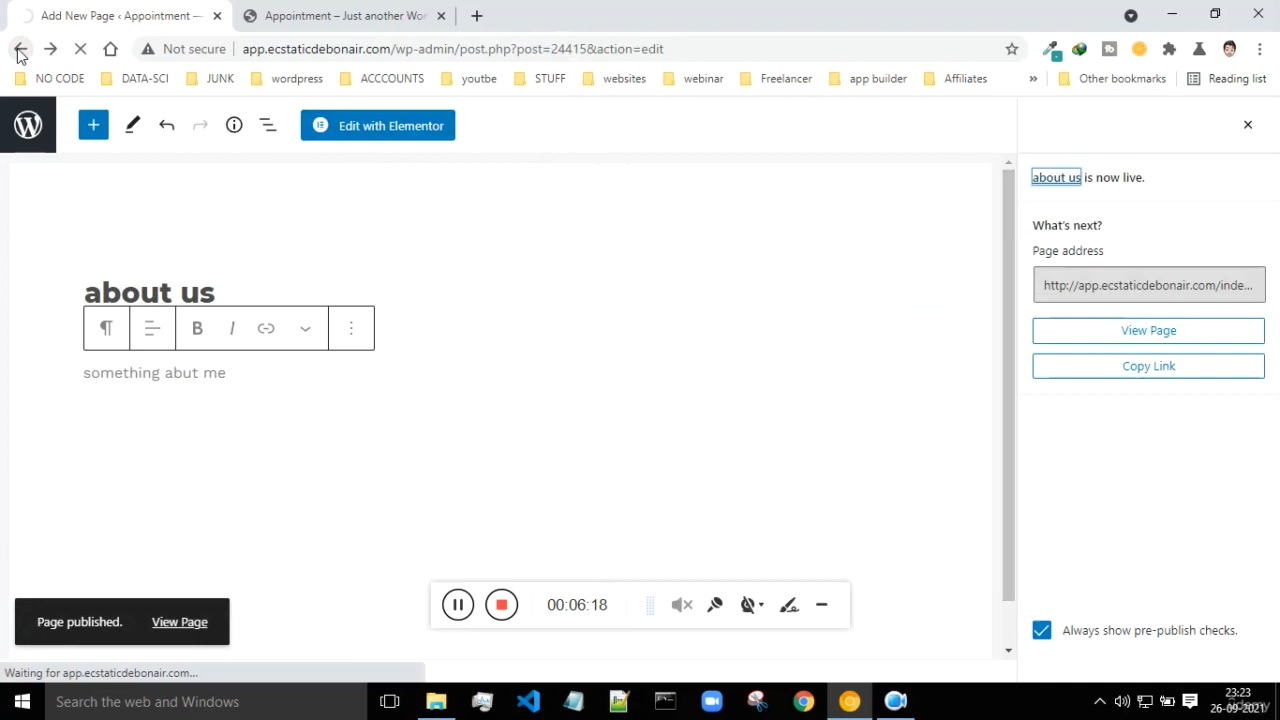 Add New Page ‹ Appointment —
Appointment – Just another Wor
Not secure
app.ecstaticdebonair.com/wp-admin/post.php?post=24415&action=edit
NO CODE
DATA-SCI
JUNK
wordpress
ACCCOUNTS
youtbe
STUFF
websites
webinar
Freelancer
app builder
Affiliates
»
Other bookmarks
Reading list
Edit with Elementor
about us is now live.
What's next?
Page address
http://app.ecstaticdebonair.com/inde...
View Page
Copy Link
about us
B I
something abut me
00:06:18
Page published. View Page
Always show pre-publish checks.
Waiting for app.ecstaticdebonair.com...
Search the web and Windows
23:23
26-09-2021
Udemy